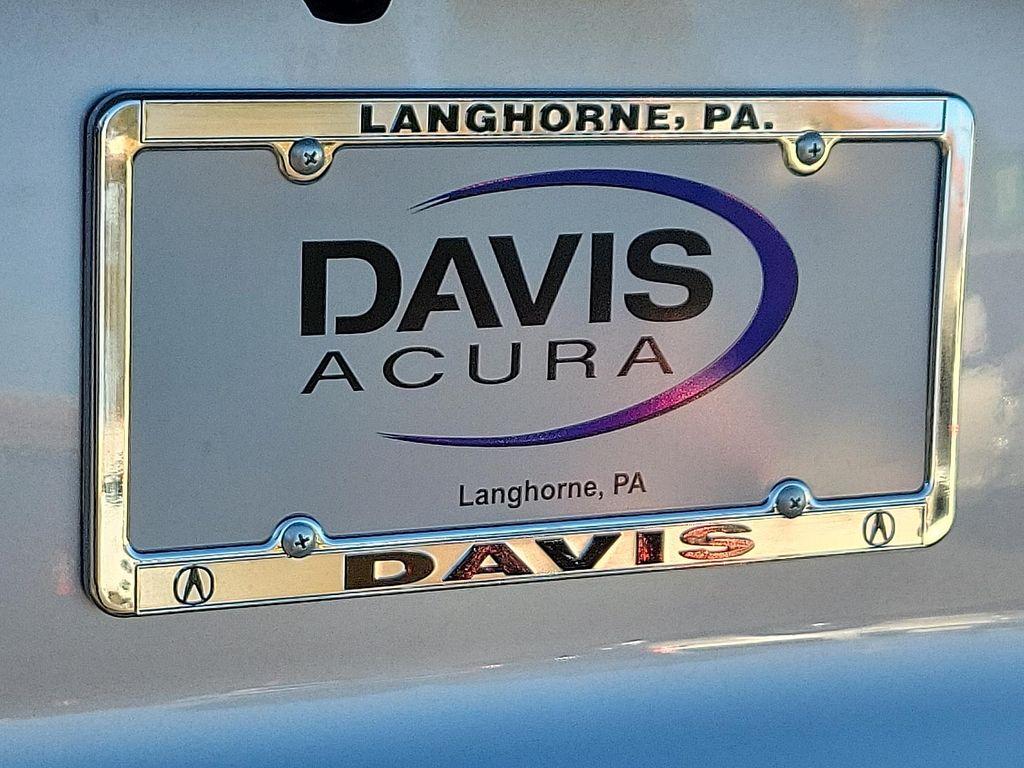 LANGHORNE, PA.
DAVIS
ACURA
Langhorne, PA
DAVIS